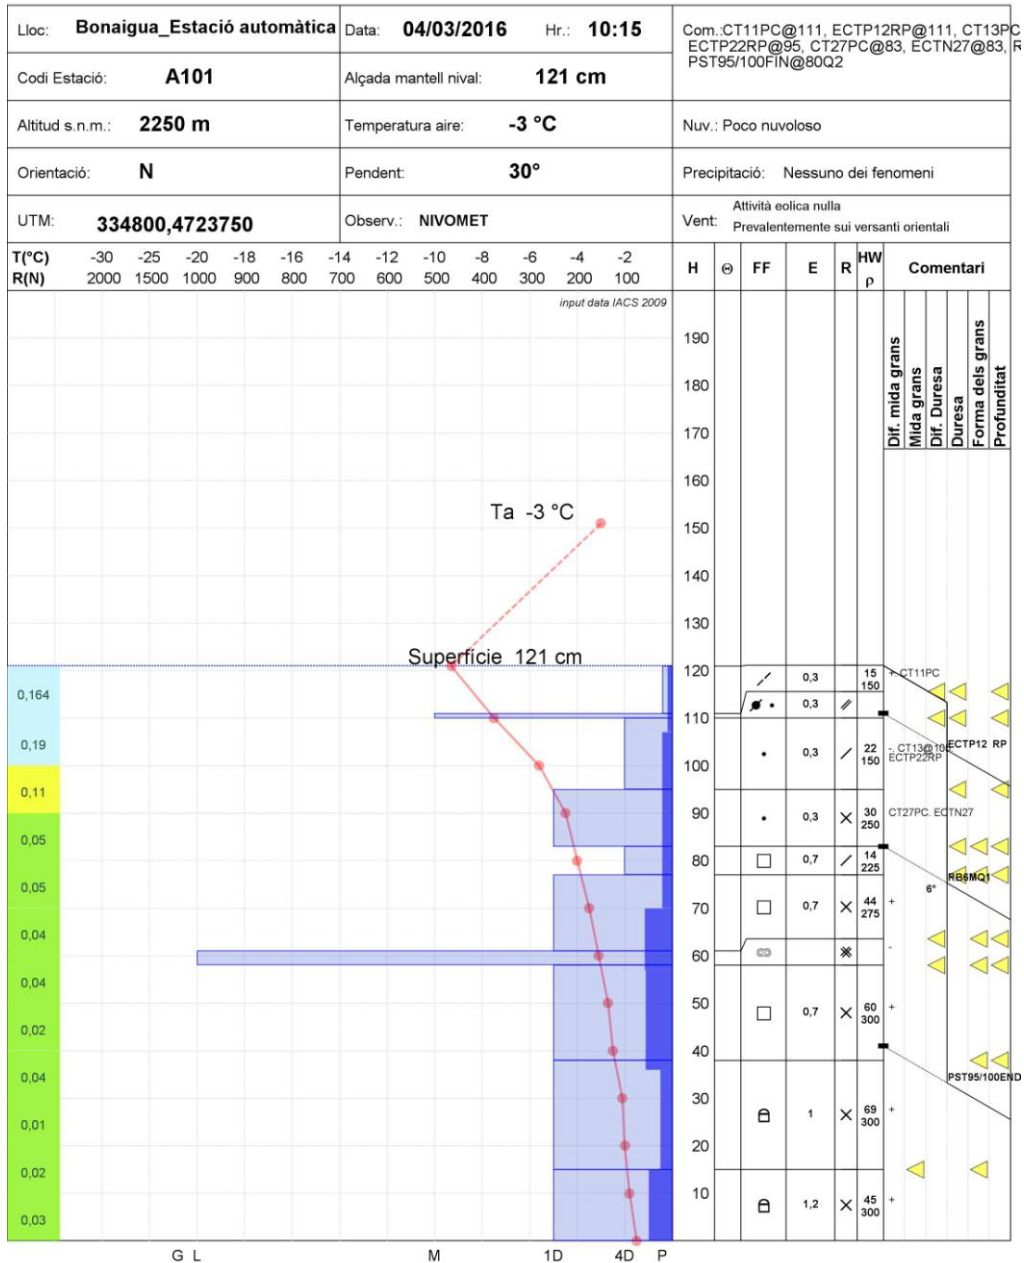 Lloc: Bonaigua_Estació automàtica Data: 04/03/2016 Hr.: 10:15
Com.:CT11PC@111, ECTP12RP@111, CT13PC
ECTP22RP@95, CT27PC@83, ECTN27@83, R
PST95/100FIN@80Q2
Codi Estació: A101 Alçada mantell nival: 121 cm
Altitud s.n.m.: 2250 m Temperatura aire: -3 °C Nuv.: Poco nuvoloso
Orientació: N Pendent: 30° Precipitació: Nessuno dei fenomeni
UTM: 334800,4723750 Observ.: NIVOMET Vent: Attività eolica nulla
Prevalentemente sui versanti orientali
T(°C) -30 -25 -20 -18 -16 -14 -12 -10 -8 -6 -4 -2
R(N) 2000 1500 1000 900 800 700 600 500 400 300 200 100
H Θ FF E R HW ρ Comentari
input data IACS 2009
Dif. mida grans
Mida grans
Dif. Duresa
Duresa
Forma dels grans
Profunditat
190
180
170
160
150
140
130
120
110
100
90
80
70
60
50
40
30
20
10
Ta -3 °C
Superfície 121 cm
0,164
0,19
0,11
0,05
0,05
0,04
0,04
0,02
0,04
0,01
0,02
0,03
0,3 15 150 + CT11PC
0,3
ECTP12 RP
0,3 22 150 -. CT13@105
ECTP22RP
0,3 30 250 CT27PC. ECTN27
0,7 14 225
RB6MQ1
6°
0,7 44 275 +
-
0,7 60 300 +
PST95/100END
1 69 300 +
1,2 45 300 +
G L M 1D 4D P